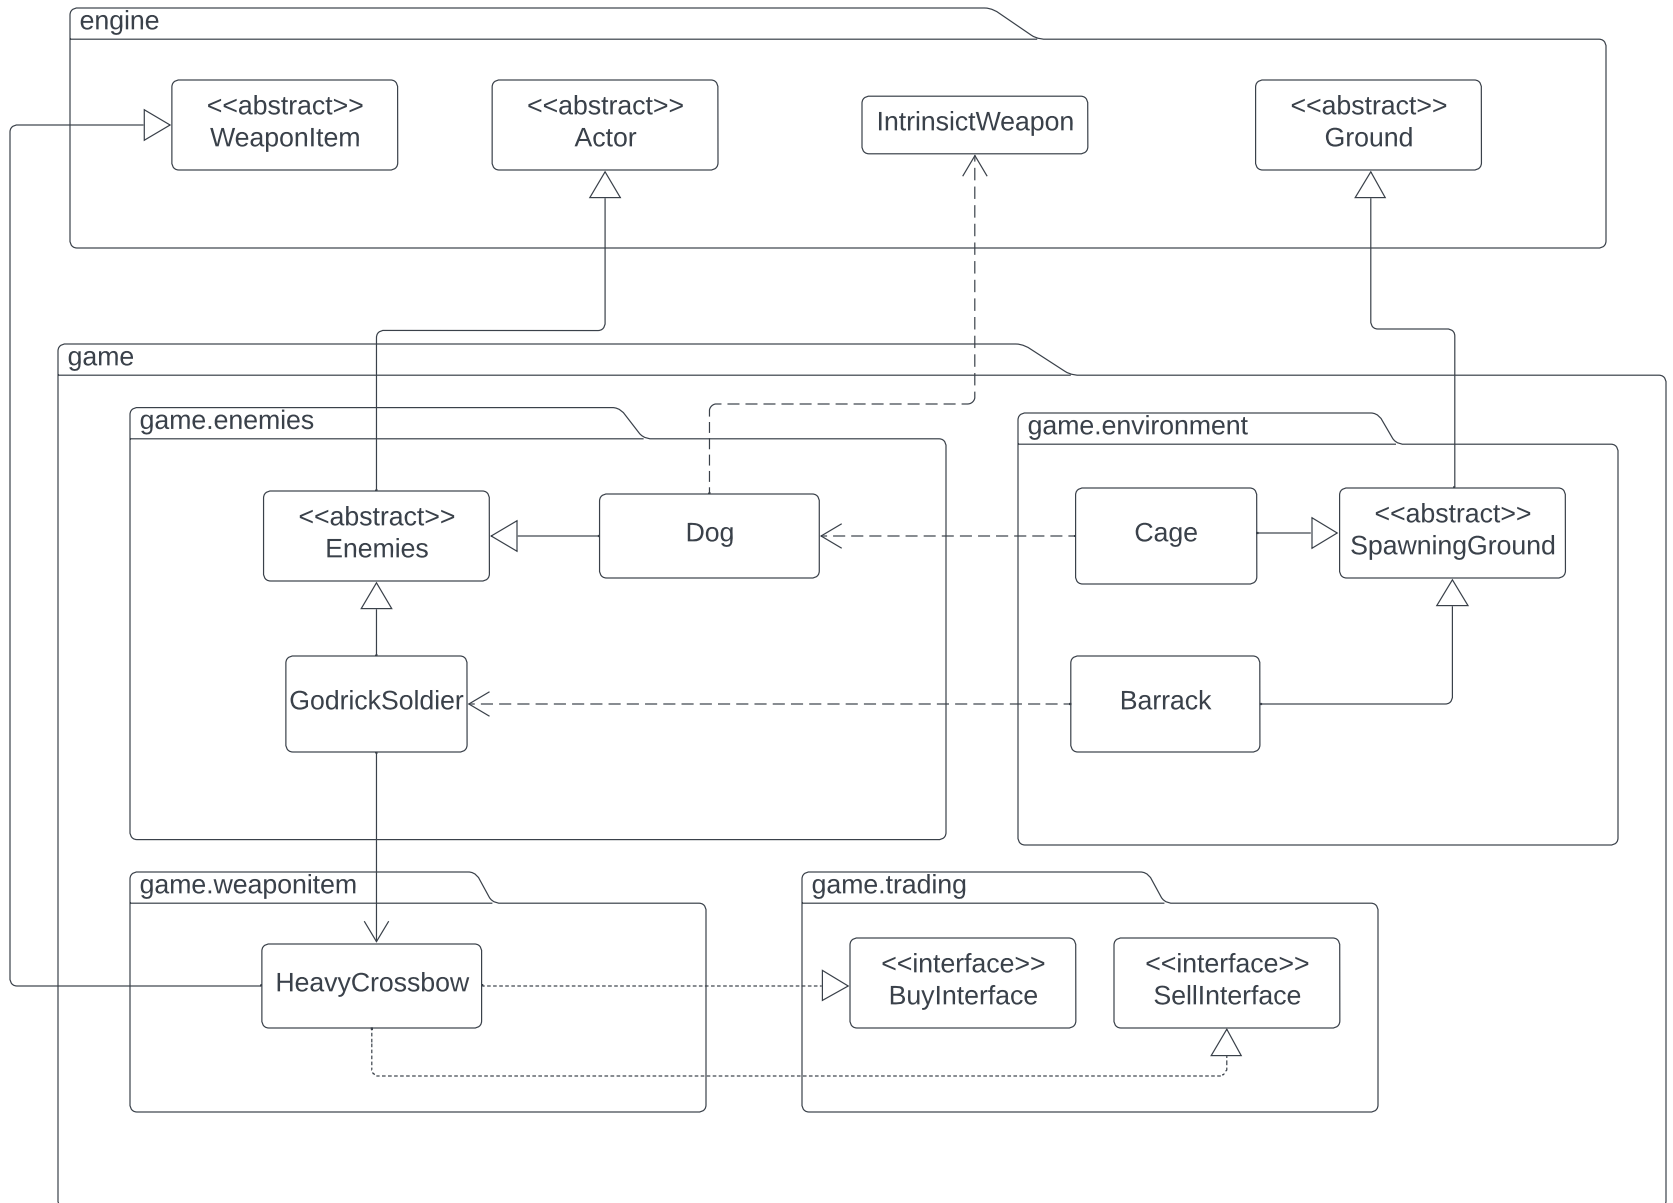 engine
<<abstract>>
WeaponItem
<<abstract>>
Actor
IntrinsictWeapon
<<abstract>>
Ground
game
game.enemies
game.environment
<<abstract>>
Enemies
Dog
Cage
<<abstract>>
SpawningGround
GodrickSoldier
Barrack
game.weaponitem
game.trading
HeavyCrossbow
<<interface>>
BuyInterface
<<interface>>
SellInterface